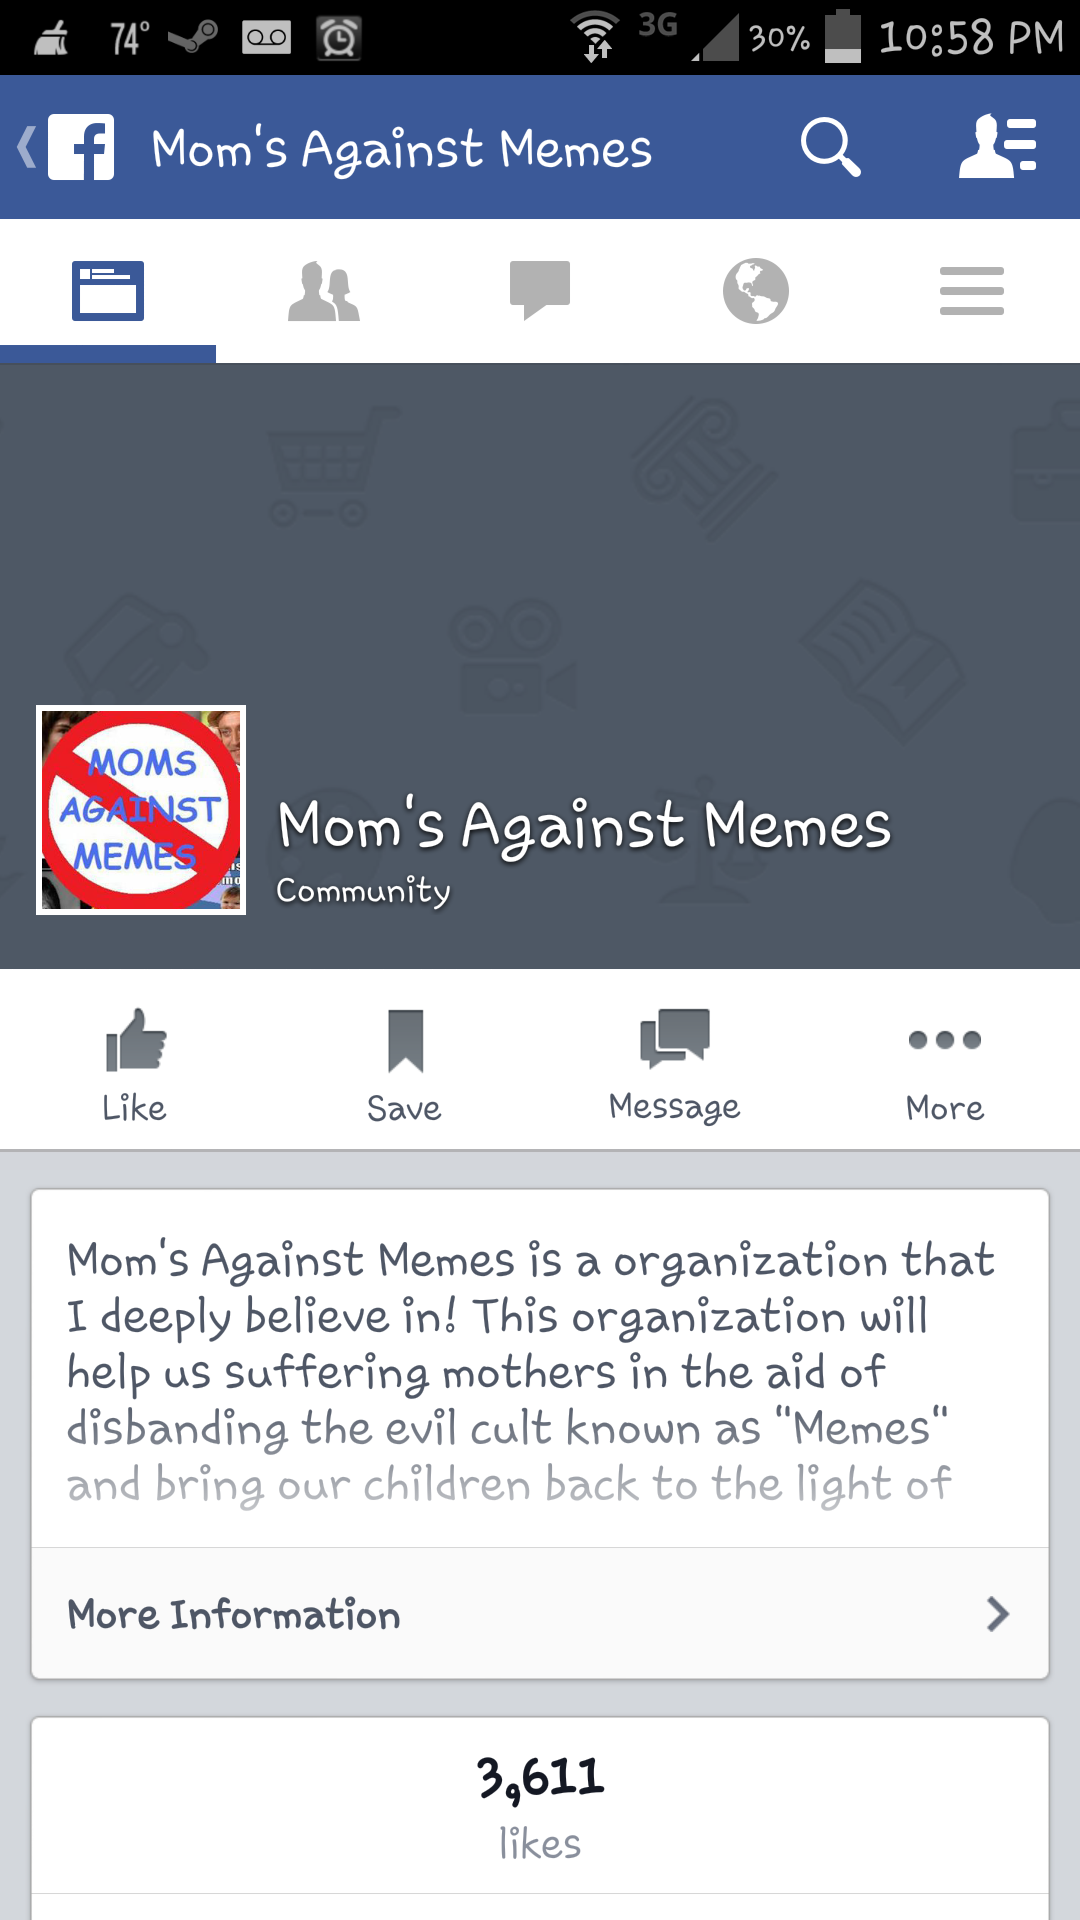 74°
3G
30%
10:58 PM
f
Mom's Against Memes
MOMS
AGAINST
MEMES
Mom's Against Memes
Community
Like
Save
Message
More
Mom's Against Memes is a organization that
I deeply believe in! This organization will
help us suffering mothers in the aid of
disbanding the evil cult known as "Memes"
and bring our children back to the light of
More Information
3,611
likes